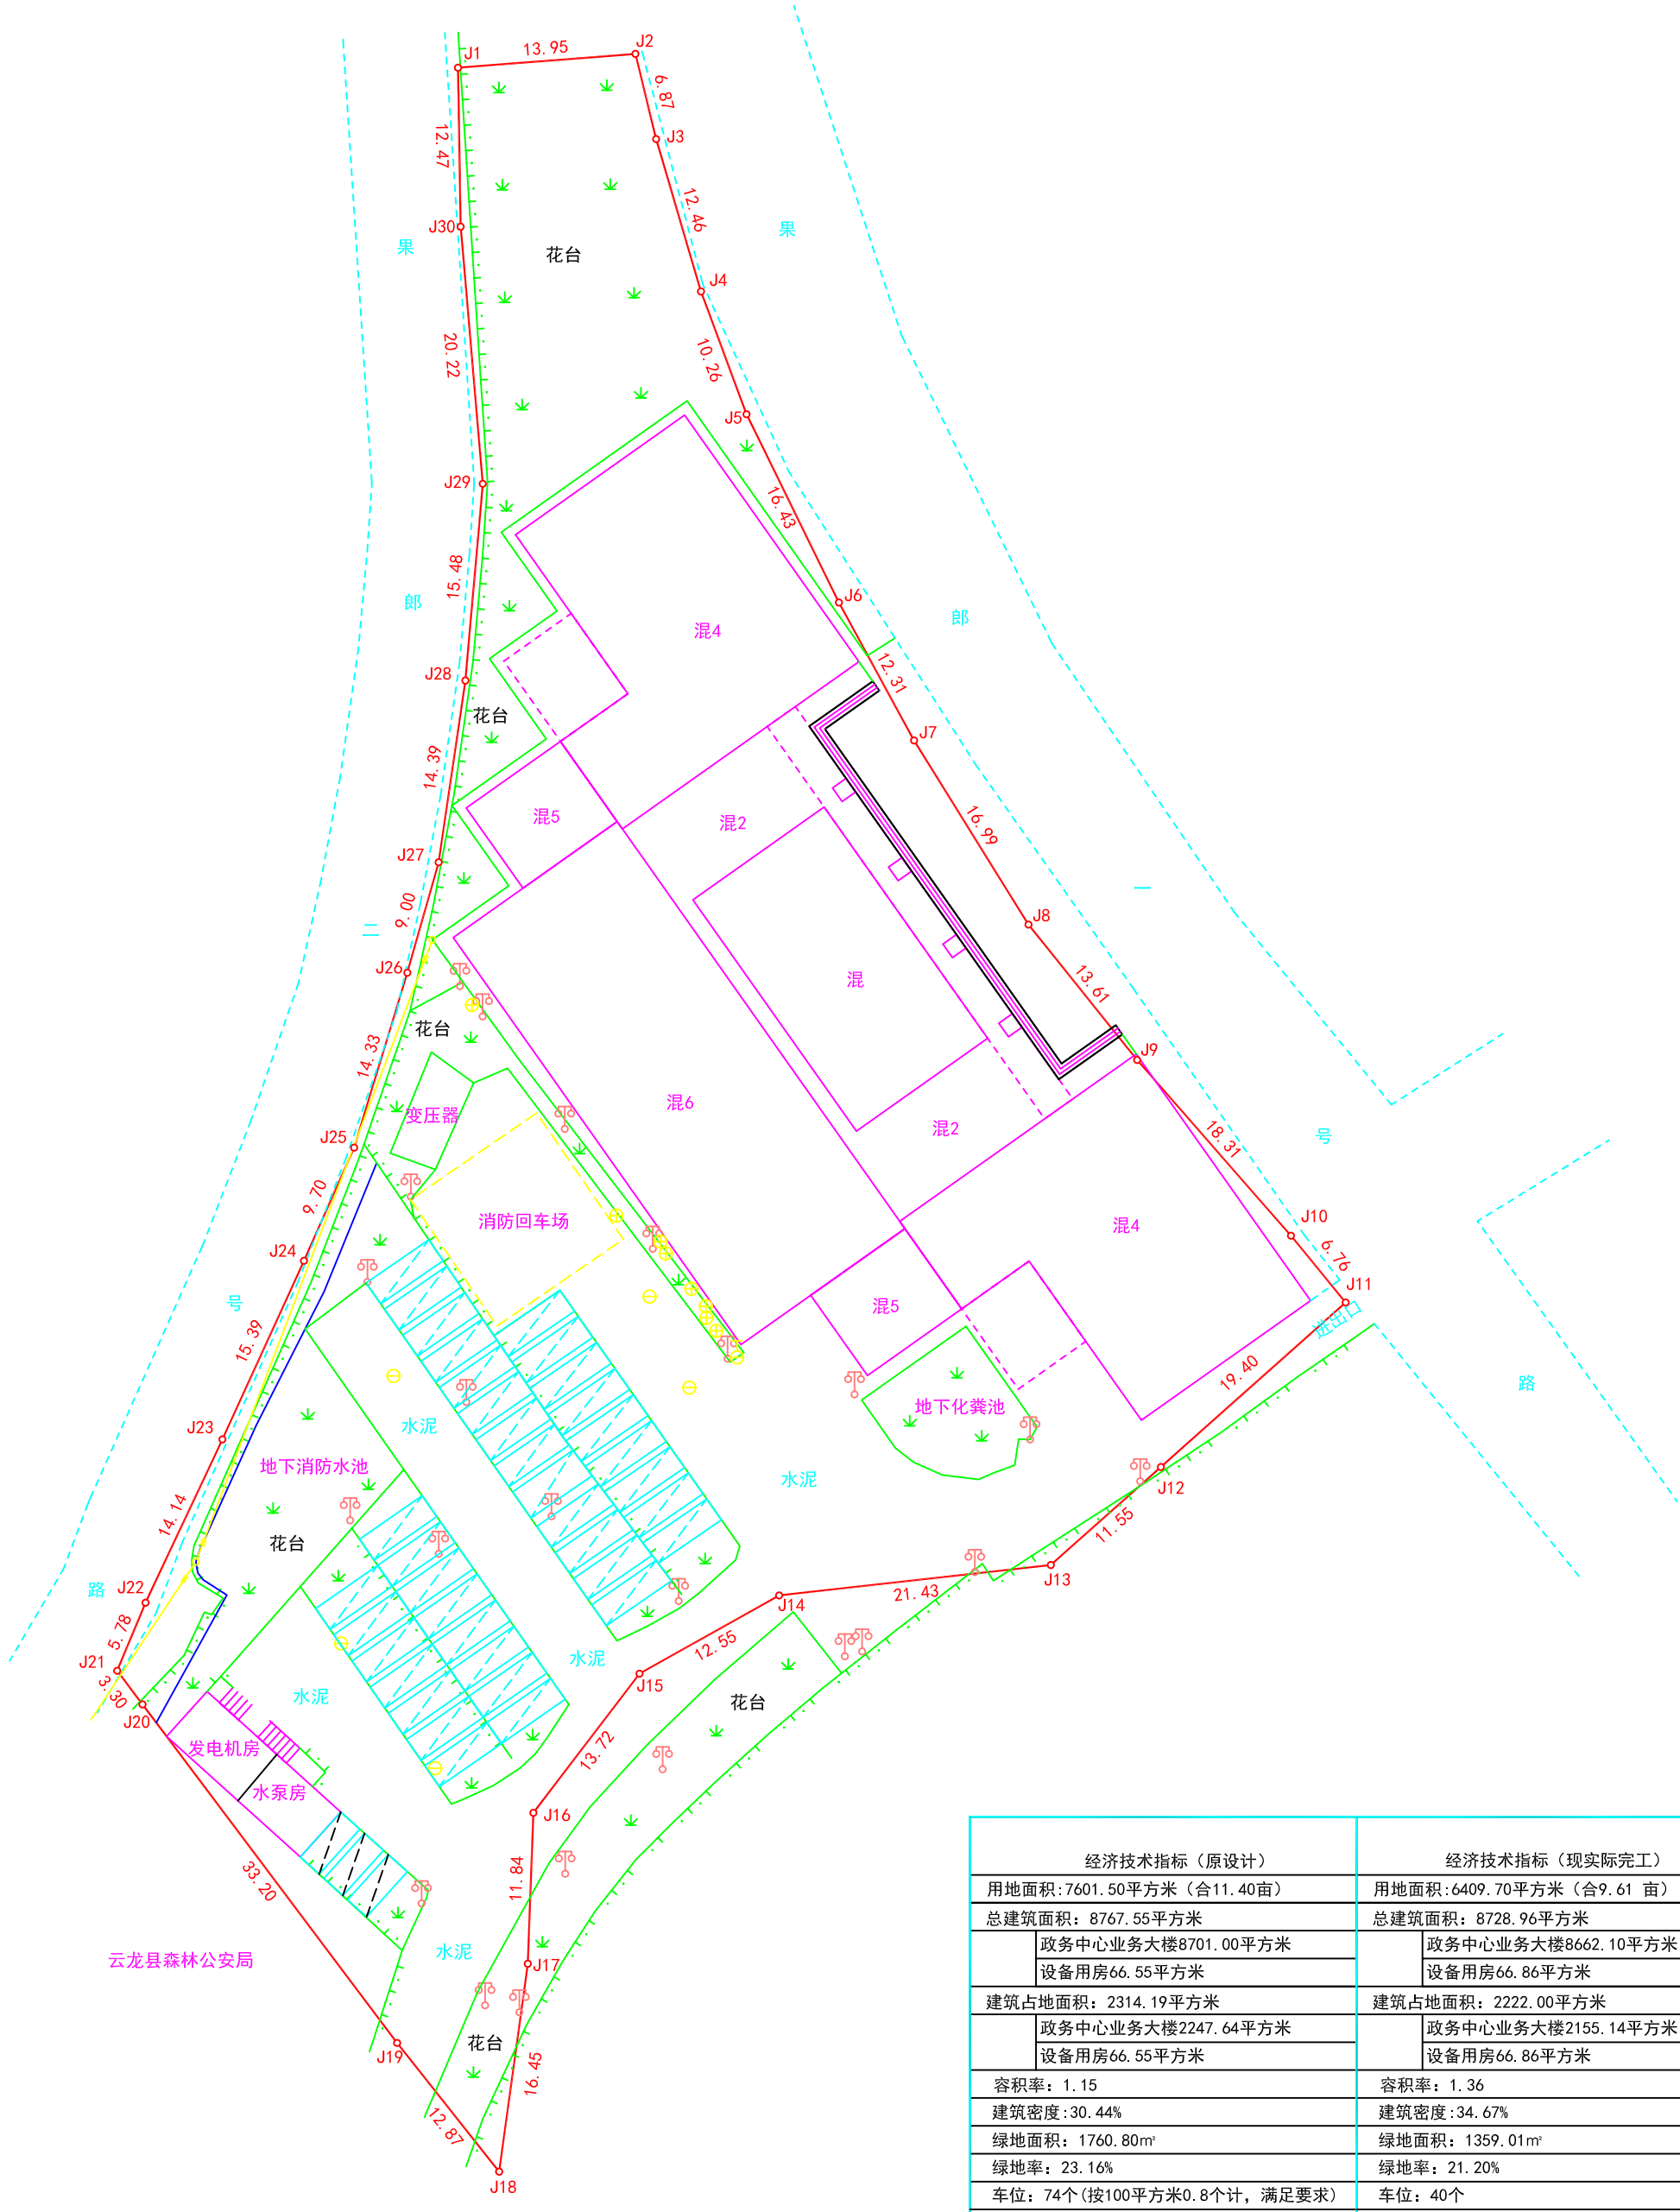 J1
13.95
J2
6.87
J3
12.47
12.46
J30
果
果
花台
J4
20.22
10.26
J5
J29
16.43
15.48
J6
郎
郎
混4
12.31
J28
花台
J7
14.39
混5
混2
16.99
J27
一
9.00
二
J8
J26
混
13.61
花台
14.33
J9
混6
变压器
混2
18.31
号
J25
9.70
消防回车场
混4
J10
J24
6.76
J11
号
混5
进出口
15.39
19.40
路
地下化粪池
J23
水泥
地下消防水池
水泥
J12
14.14
11.55
花台
J13
路
J22
21.43
J14
5.78
12.55
J21
水泥
J15
3.30
水泥
花台
J20
发电机房
13.72
水泵房
J16
33.20
11.84
云龙县森林公安局
水泥
J17
花台
J19
16.45
12.87
J18
经济技术指标（原设计）
用地面积:7601.50平方米（合11.40亩）
总建筑面积：8767.55平方米
政务中心业务大楼8701.00平方米
设备用房66.55平方米
建筑占地面积：2314.19平方米
政务中心业务大楼2247.64平方米
设备用房66.55平方米
容积率：1.15
建筑密度:30.44%
绿地面积：1760.80㎡
绿地率：23.16%
车位：74个(按100平方米0.8个计，满足要求)
经济技术指标（现实际完工）
用地面积:6409.70平方米（合9.61 亩）
总建筑面积：8728.96平方米
政务中心业务大楼8662.10平方米
设备用房66.86平方米
建筑占地面积：2222.00平方米
政务中心业务大楼2155.14平方米
设备用房66.86平方米
容积率：1.36
建筑密度:34.67%
绿地面积：1359.01㎡
绿地率：21.20%
车位：40个